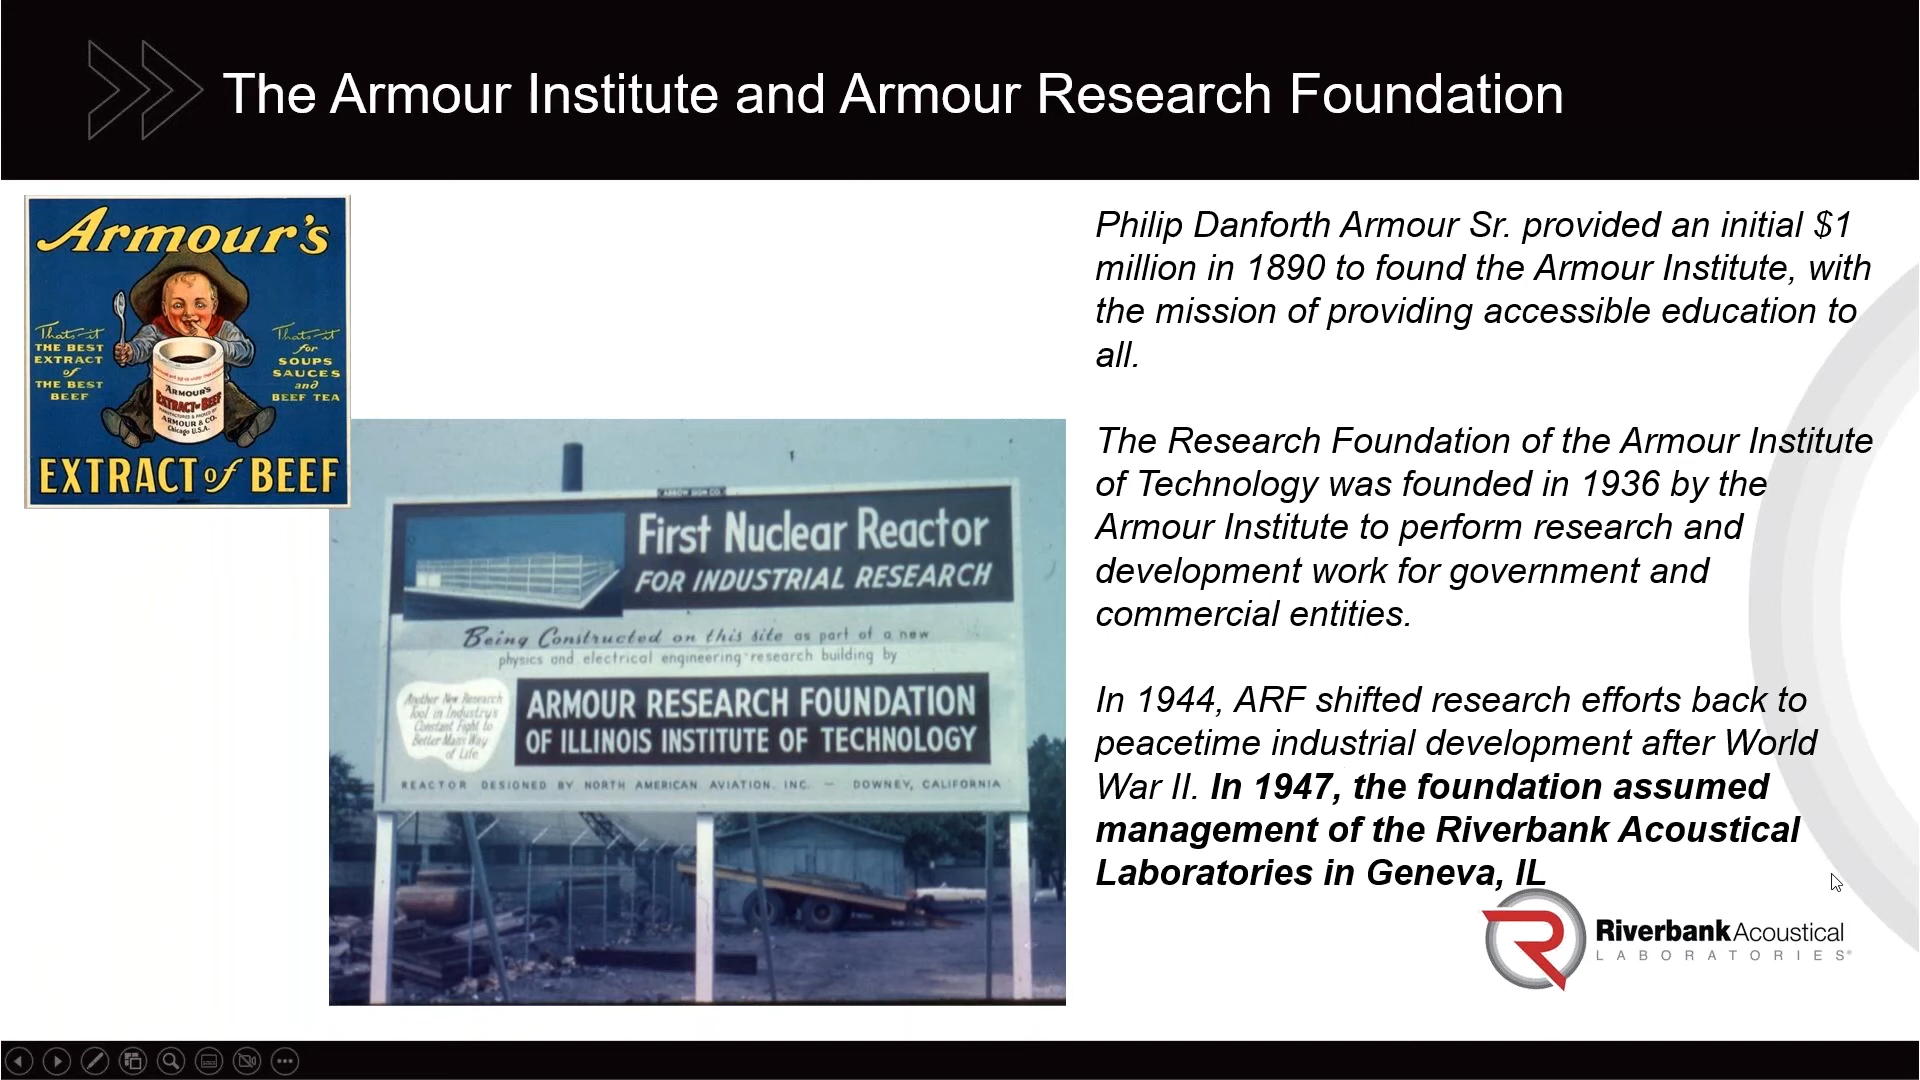 The Armour Institute and Armour Research Foundation
Armour's
That's it
THE BEST
EXTRACT
of
THE BEST
BEEF
That's it
for
SOUPS
SAUCES
and
BEEF TEA
ARMOUR'S
EXTRACT of BEEF
ARMOUR & CO.
Chicago U.S.A.
EXTRACT of BEEF
First Nuclear Reactor
FOR INDUSTRIAL RESEARCH
Being Constructed on this site as part of a new
physics and electrical engineering research building by
Another New Research
Tool in Industry's
Constant Fight to
Better Man's Way
of Life
ARMOUR RESEARCH FOUNDATION
OF ILLINOIS INSTITUTE OF TECHNOLOGY
REACTOR DESIGNED BY NORTH AMERICAN AVIATION, INC. — DOWNEY, CALIFORNIA
Philip Danforth Armour Sr. provided an initial $1
million in 1890 to found the Armour Institute, with
the mission of providing accessible education to
all.
The Research Foundation of the Armour Institute
of Technology was founded in 1936 by the
Armour Institute to perform research and
development work for government and
commercial entities.
In 1944, ARF shifted research efforts back to
peacetime industrial development after World
War II. In 1947, the foundation assumed
management of the Riverbank Acoustical
Laboratories in Geneva, IL
RiverbankAcoustical
LABORATORIES®